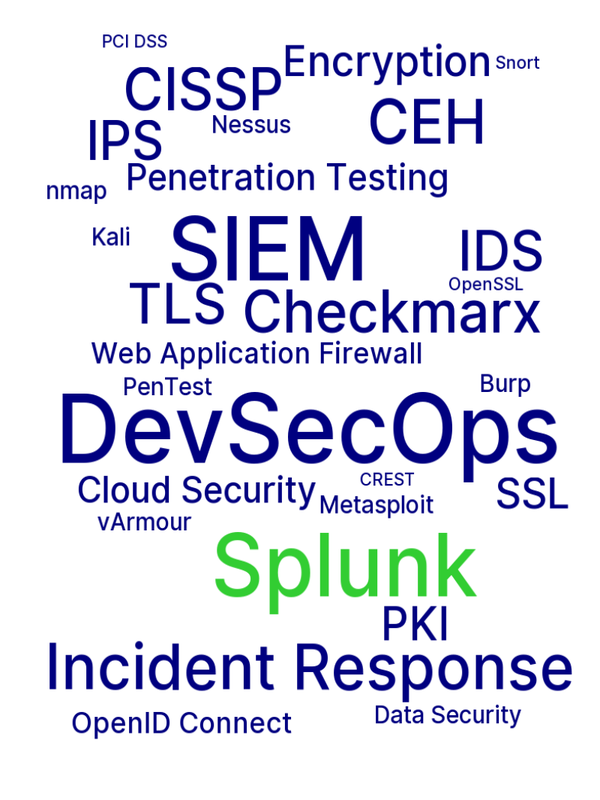 PCI DSS
Encryption
Snort
CISSP
CEH
Nessus
IPS
Penetration Testing
nmap
Kali
SIEM
IDS
OpenSSL
TLS
Checkmarx
Web Application Firewall
PenTest
Burp
DevSecOps
Cloud Security
CREST
SSL
Metasploit
vArmour
Splunk
PKI
Incident Response
Data Security
OpenID Connect